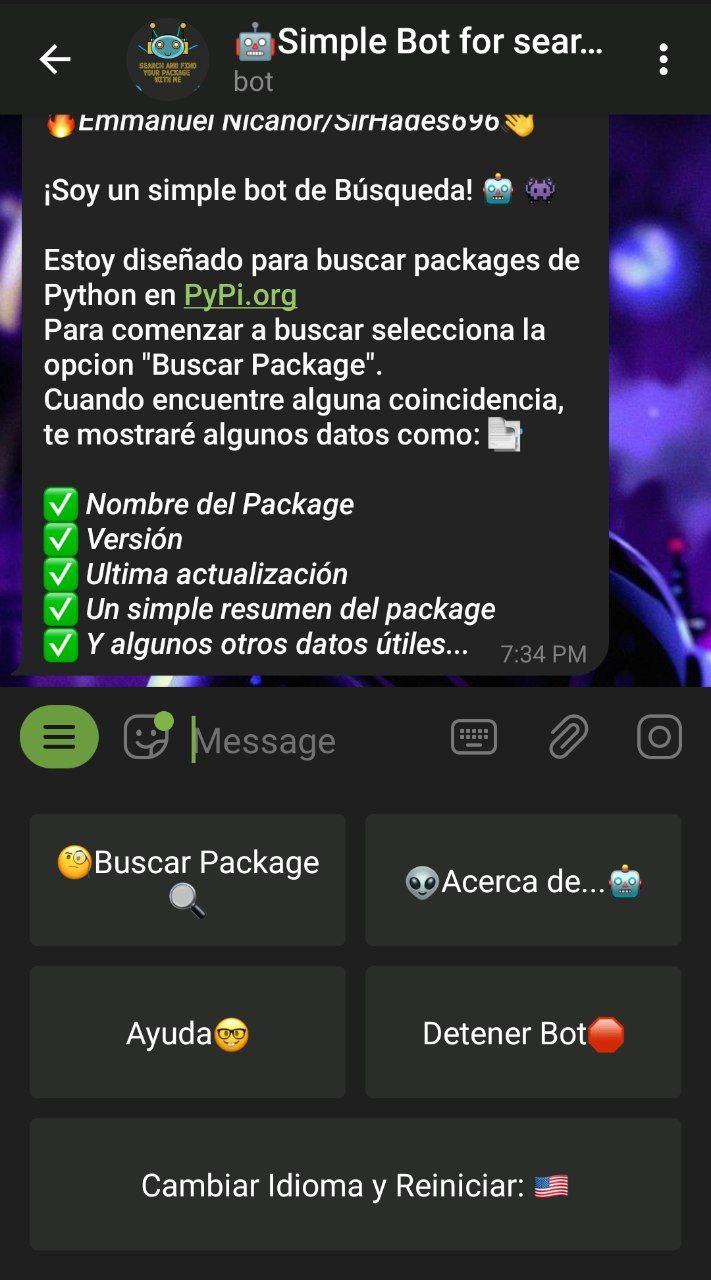 🤖Simple Bot for sear...
SEARCH AND FIND
YOUR PACKAGE
WITH ME
bot
🔥Emmanuel Nicanor/SirHades696👋
¡Soy un simple bot de Búsqueda! 🤖 👾
Estoy diseñado para buscar packages de
Python en PyPi.org
Para comenzar a buscar selecciona la
opcion "Buscar Package".
Cuando encuentre alguna coincidencia,
te mostraré algunos datos como: 📑
✅ Nombre del Package
✅ Versión
✅ Ultima actualización
✅ Un simple resumen del package
✅ Y algunos otros datos útiles...
7:34 PM
Message
🧐Buscar Package
🔍
👽Acerca de...🤖
Ayuda🤓
Detener Bot🛑
Cambiar Idioma y Reiniciar: 🇺🇸